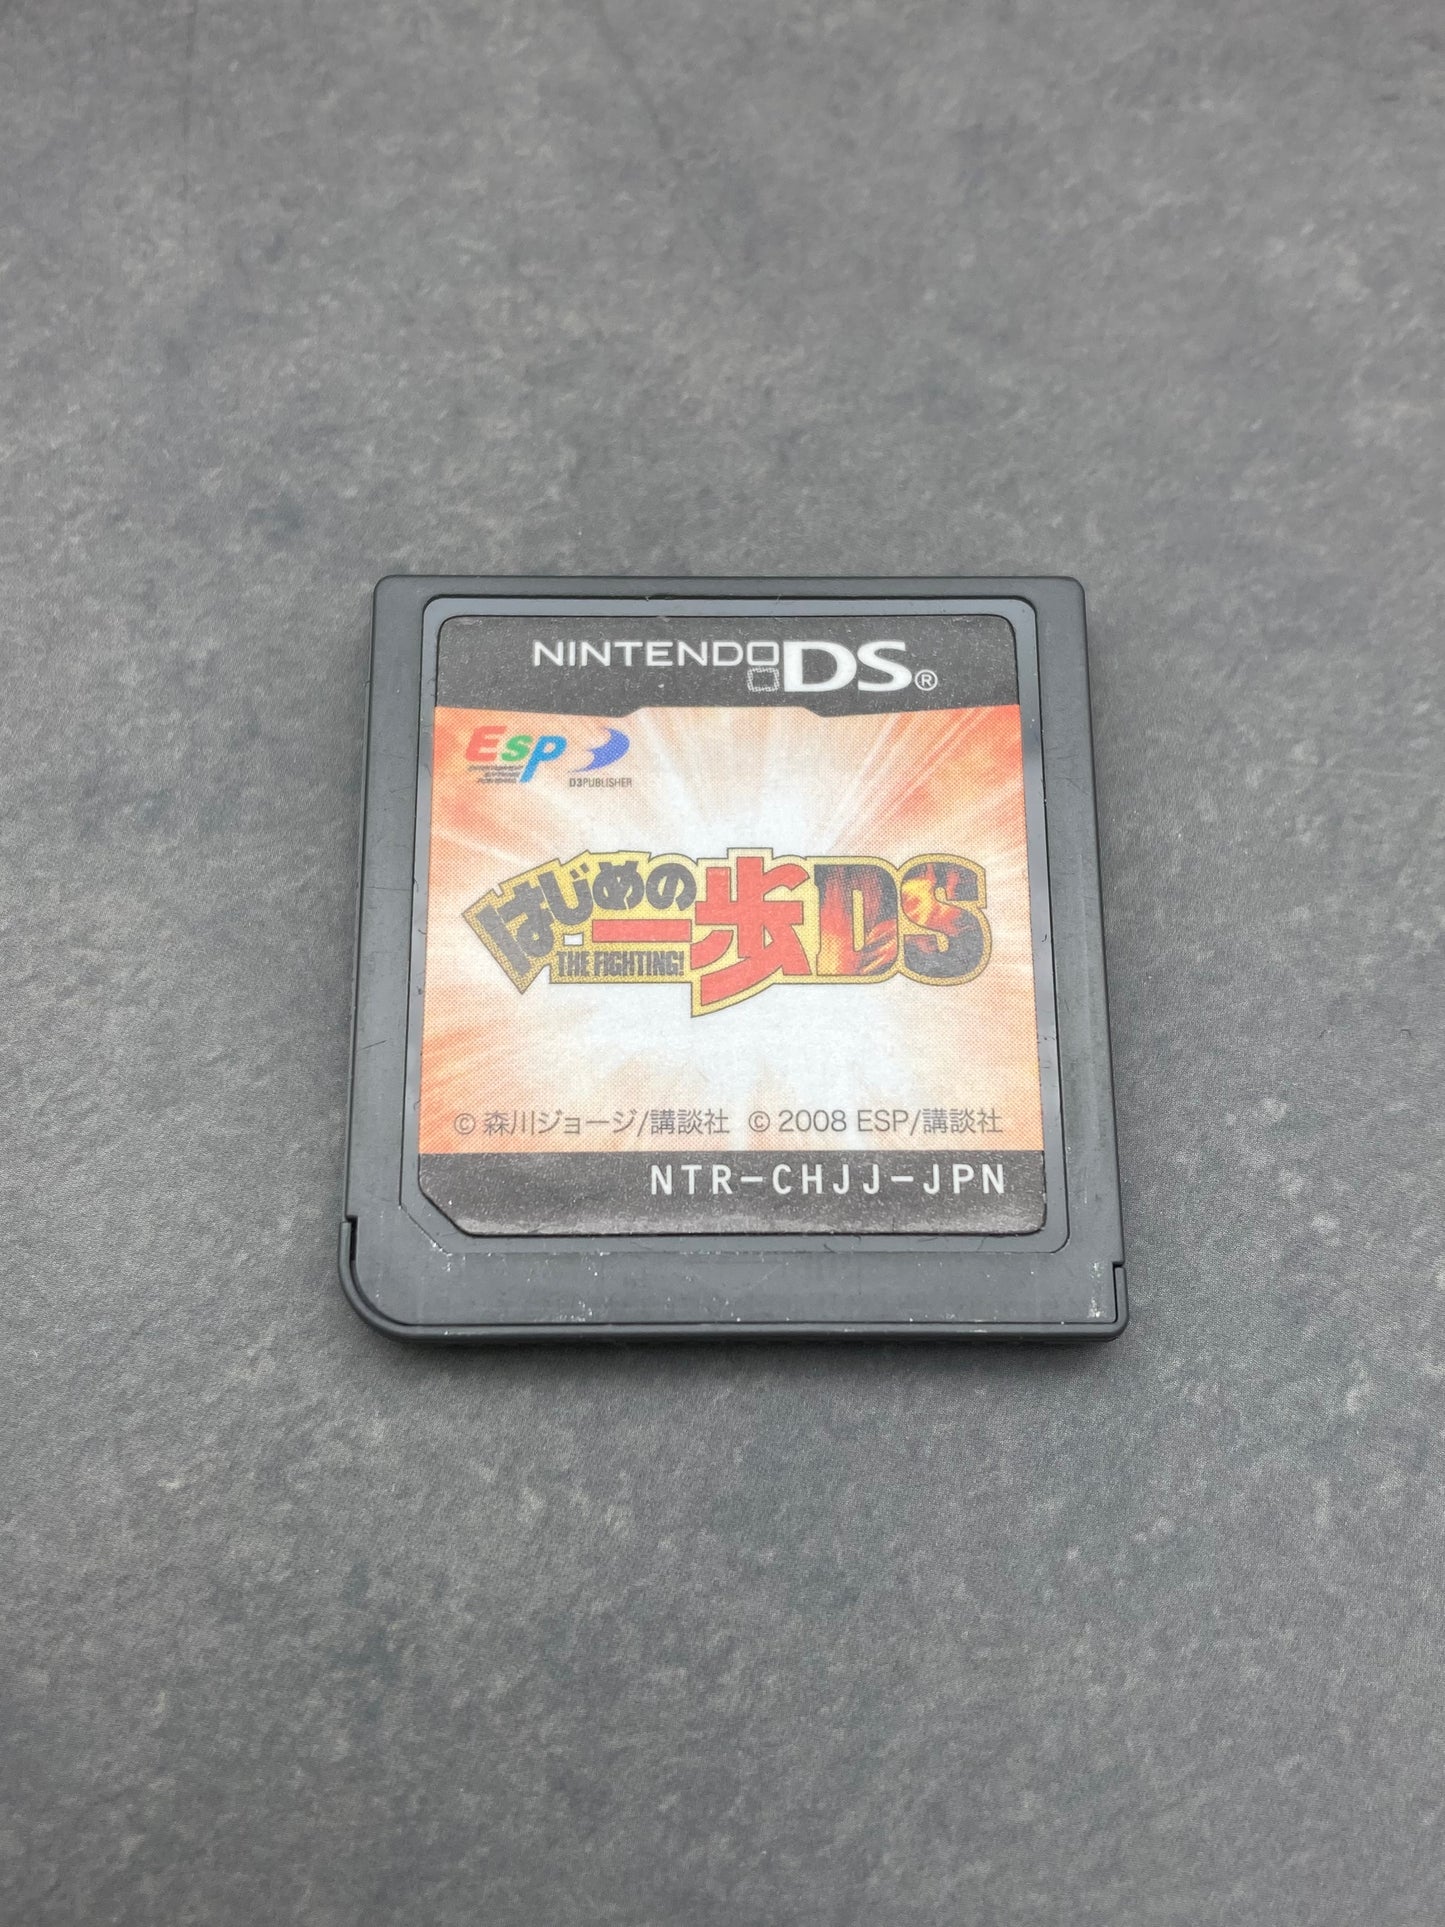 NINTENDO DS®
ESP
D3PUBLISHER
はじめの一歩DS
THE FIGHTING!
© 森川ジョージ/講談社 © 2008 ESP/講談社
NTR-CHJJ-JPN